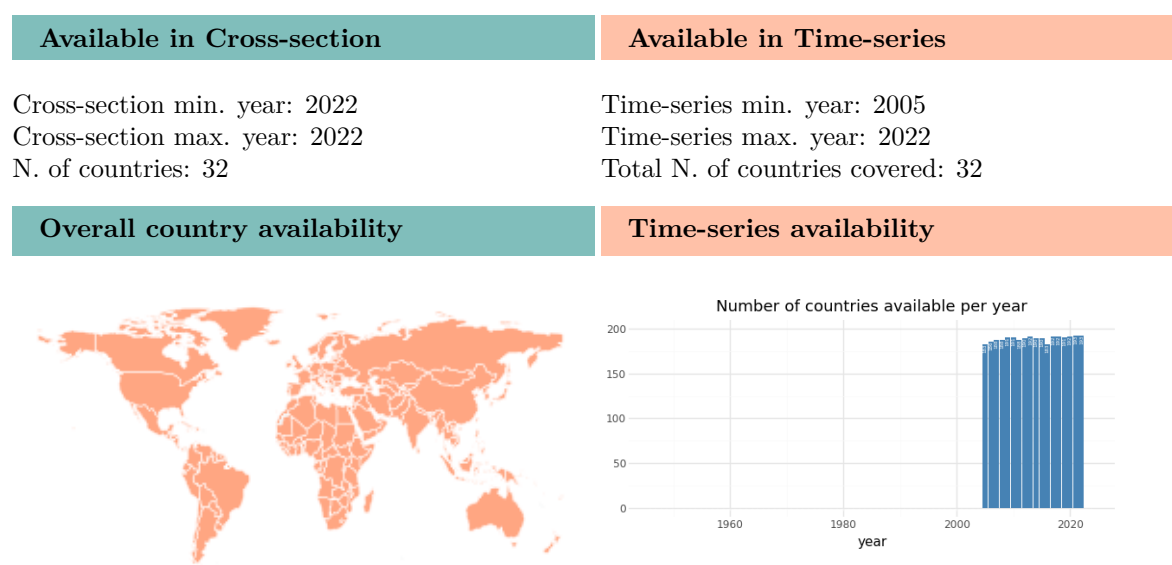 Available in Cross-section
Available in Time-series
Cross-section min. year: 2022
Cross-section max. year: 2022
N. of countries: 32
Time-series min. year: 2005
Time-series max. year: 2022
Total N. of countries covered: 32
Overall country availability
Time-series availability
Number of countries available per year
200
150
100
50
0
1960
1980
2000
2020
year